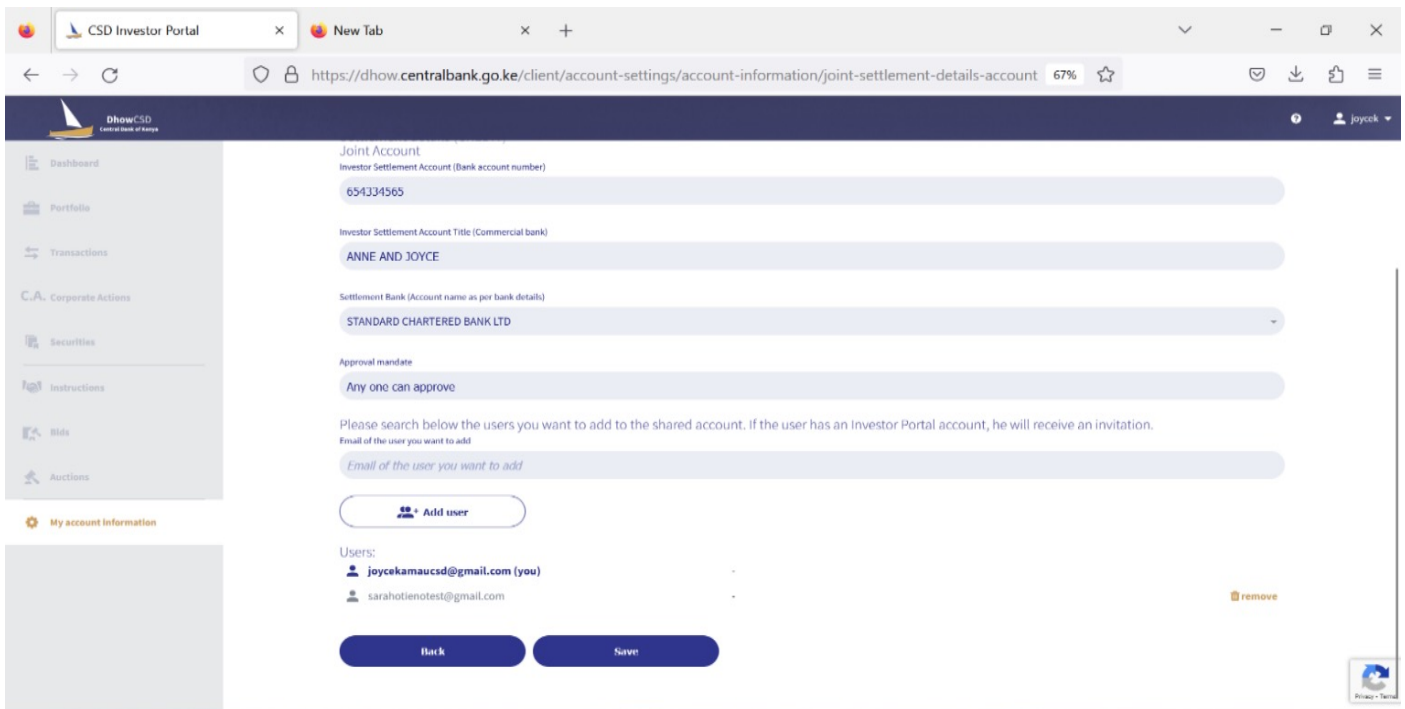 CSD Investor Portal
New Tab
https://dhow.centralbank.go.ke/client/account-settings/account-information/joint-settlement-details-account 67%
DhowCSD
Central Bank of Kenya
joycek
Dashboard
Portfolio
Transactions
C.A. Corporate Actions
Securities
Instructions
Bids
Auctions
My account information
Joint Account
Investor Settlement Account (Bank account number)
654334565
Investor Settlement Account Title (Commercial bank)
ANNE AND JOYCE
Settlement Bank (Account name as per bank details)
STANDARD CHARTERED BANK LTD
Approval mandate
Any one can approve
Please search below the users you want to add to the shared account. If the user has an Investor Portal account, he will receive an invitation.
Email of the user you want to add
Email of the user you want to add
Add user
Users:
joycekamaucsd@gmail.com (you) -
sarahotienotest@gmail.com - remove
Back Save
Privacy - Terms